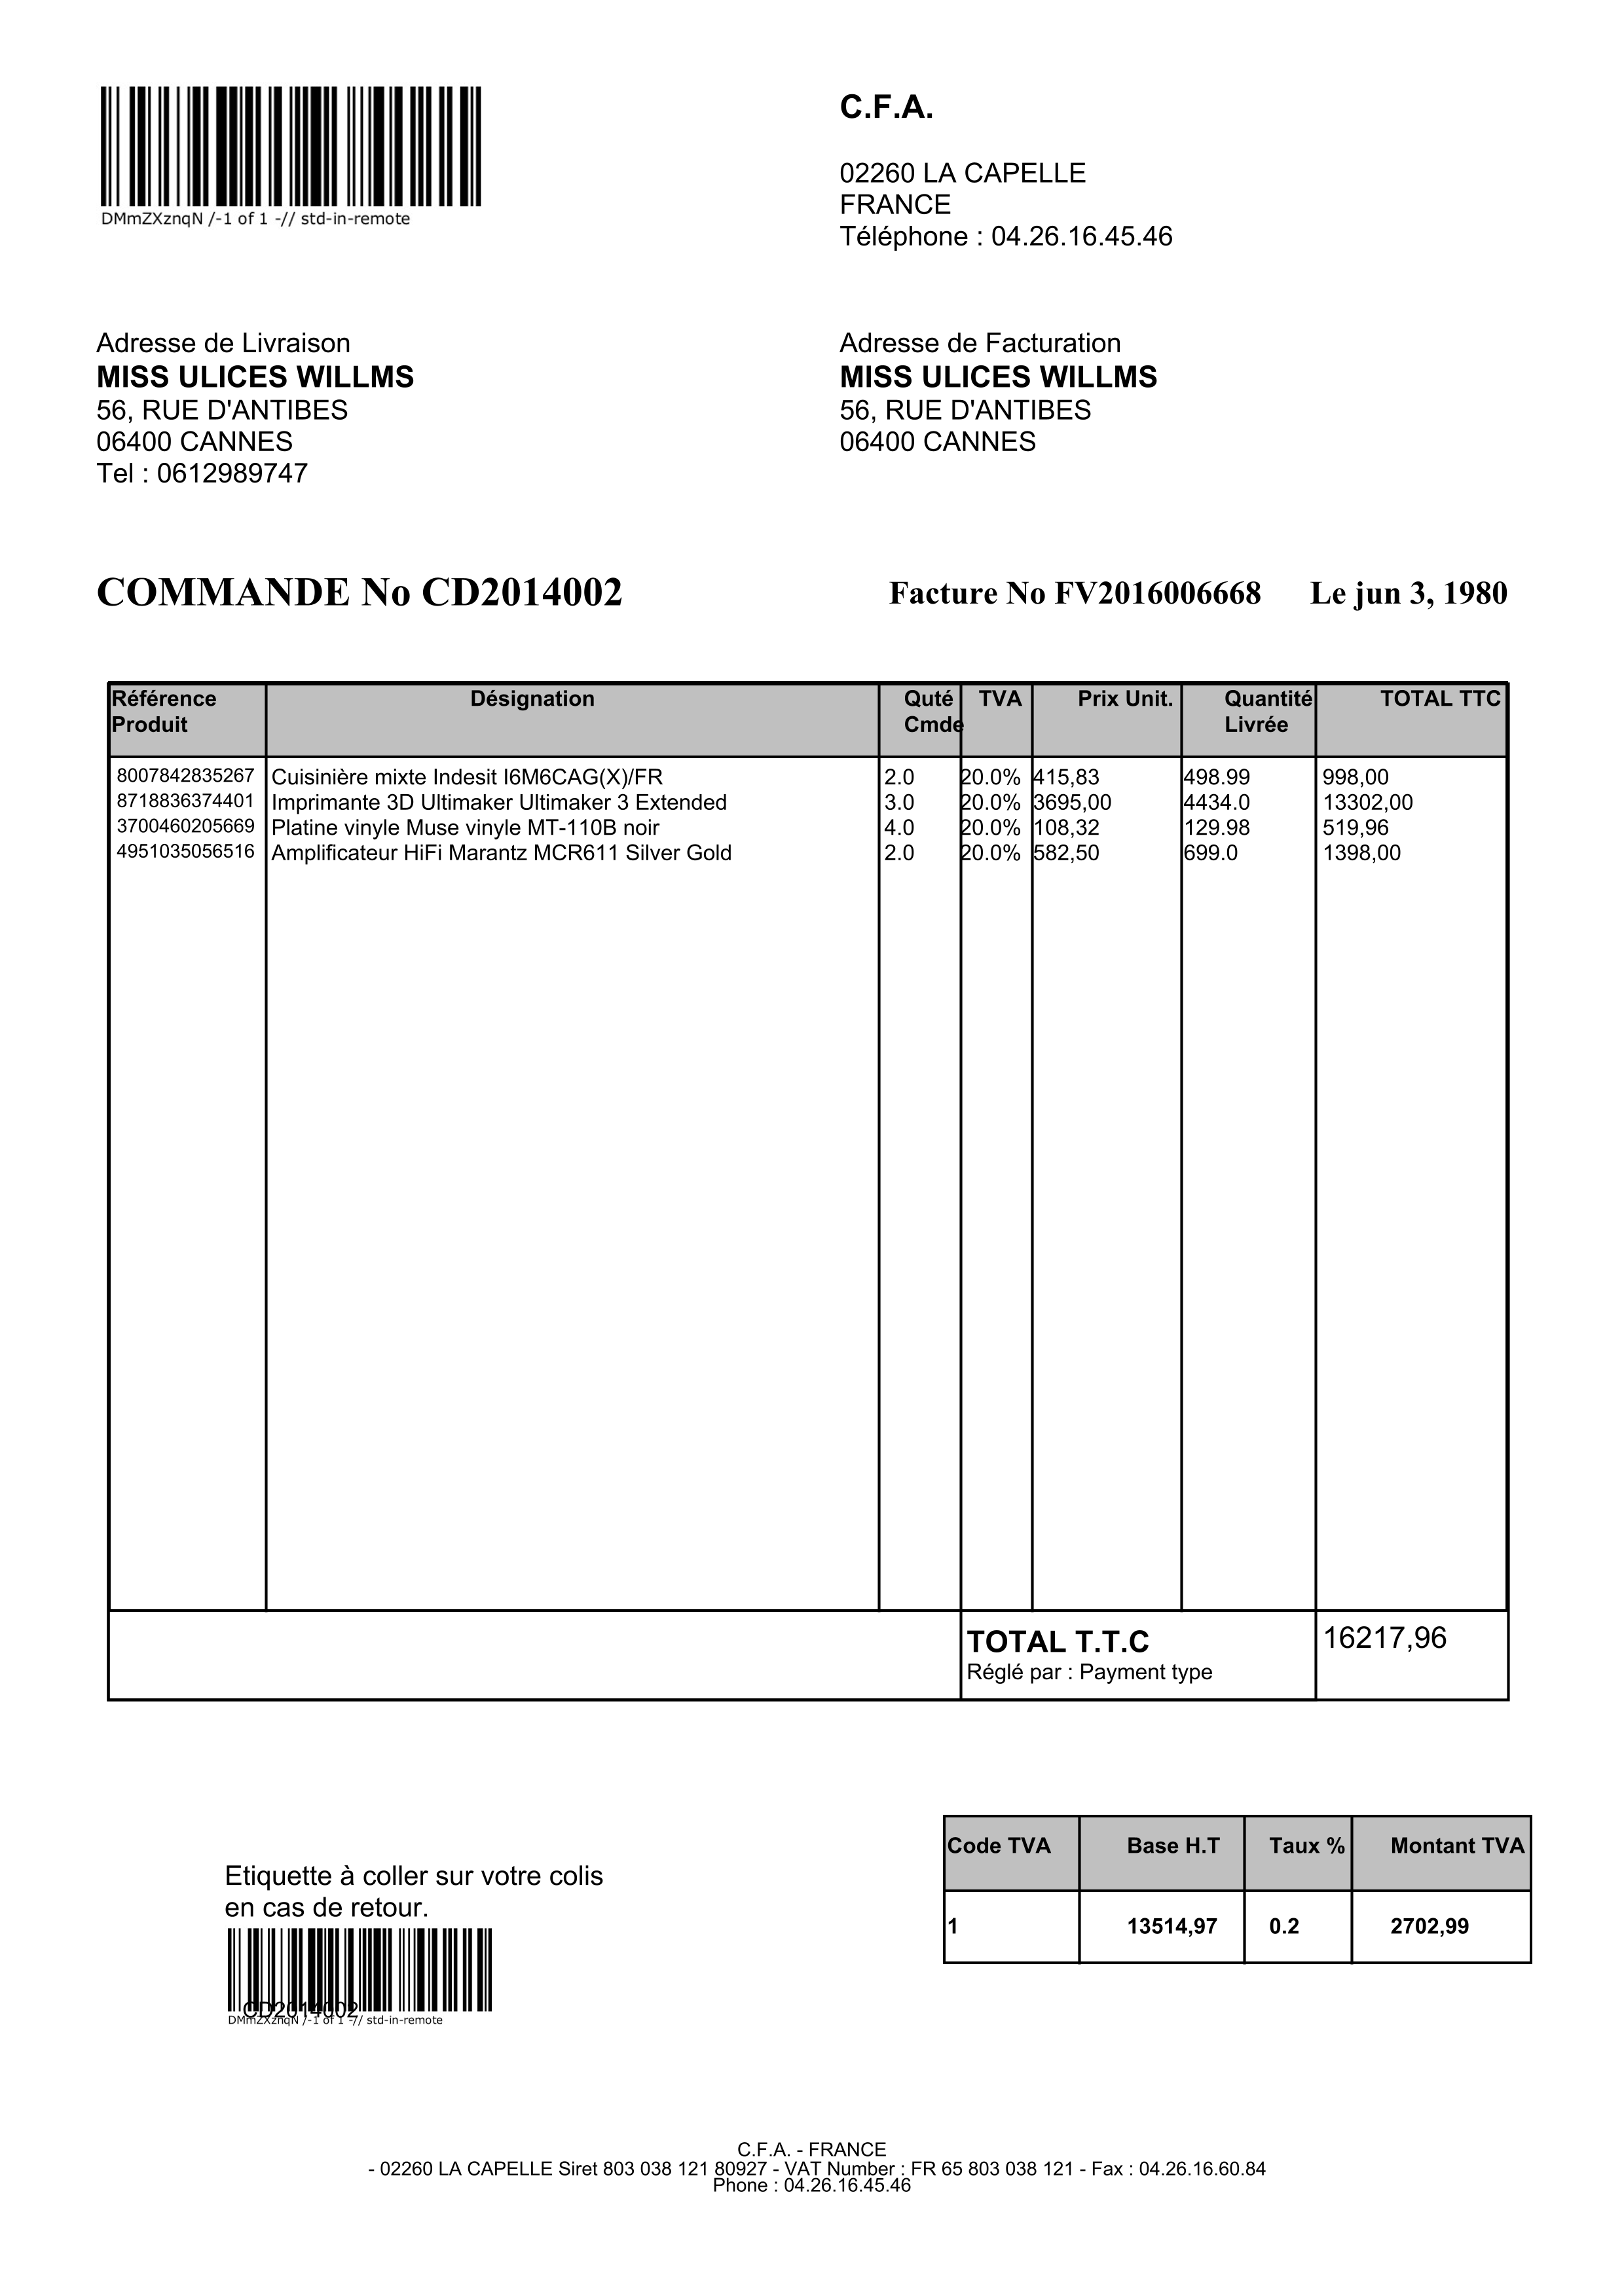 DMmZXznqN /-1 of 1 -// std-in-remote
C.F.A.
02260 LA CAPELLE
FRANCE
Téléphone : 04.26.16.45.46
Adresse de Livraison
MISS ULICES WILLMS
56, RUE D'ANTIBES
06400 CANNES
Tel : 0612989747
Adresse de Facturation
MISS ULICES WILLMS
56, RUE D'ANTIBES
06400 CANNES
COMMANDE No CD2014002 Facture No FV2016006668 Le jun 3, 1980
Référence Produit Désignation Quté Cmde TVA Prix Unit. Quantité Livrée TOTAL TTC
8007842835267 Cuisinière mixte Indesit I6M6CAG(X)/FR 2.0 20.0% 415,83 498.99 998,00
8718836374401 Imprimante 3D Ultimaker Ultimaker 3 Extended 3.0 20.0% 3695,00 4434.0 13302,00
3700460205669 Platine vinyle Muse vinyle MT-110B noir 4.0 20.0% 108,32 129.98 519,96
4951035056516 Amplificateur HiFi Marantz MCR611 Silver Gold 2.0 20.0% 582,50 699.0 1398,00
TOTAL T.T.C 16217,96
Réglé par : Payment type
Code TVA Base H.T Taux % Montant TVA
1 13514,97 0.2 2702,99
Etiquette à coller sur votre colis
en cas de retour.
CD2014002
DMmZXznqN /-1 of 1 -// std-in-remote
C.F.A. - FRANCE
- 02260 LA CAPELLE Siret 803 038 121 80927 - VAT Number : FR 65 803 038 121 - Fax : 04.26.16.60.84
Phone : 04.26.16.45.46